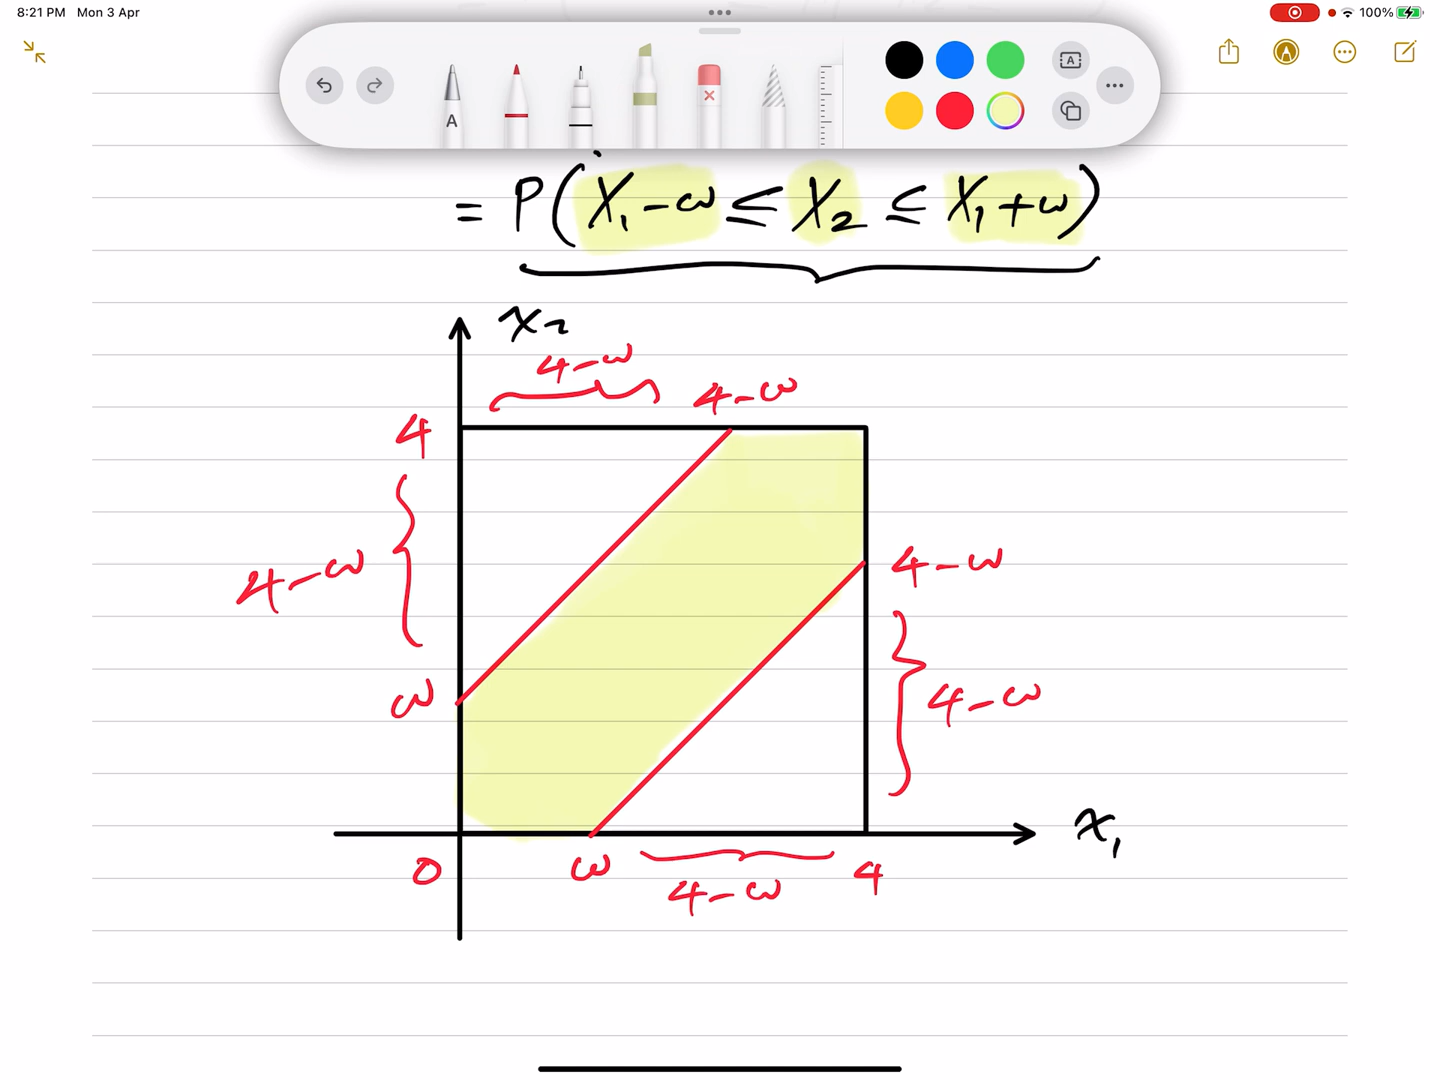 8:21 PM Mon 3 Apr 100%
A A
= P(X₁-ω ≤ X₂ ≤ X₁+ω)
x₂
4-ω
4-ω
4
4-ω
4-ω
ω
4-ω
x₁
0 ω 4
4-ω